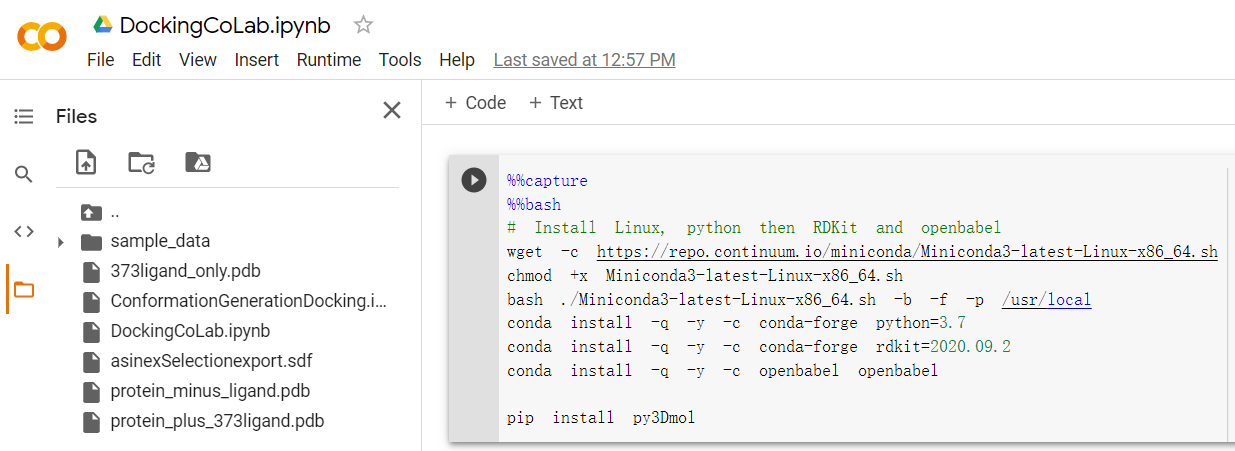 DockingCoLab.ipynb
File Edit View Insert Runtime Tools Help Last saved at 12:57 PM
Files
+ Code + Text
..
sample_data
373ligand_only.pdb
ConformationGenerationDocking.i...
DockingCoLab.ipynb
asinexSelectionexport.sdf
protein_minus_ligand.pdb
protein_plus_373ligand.pdb
%%capture
%%bash
# Install Linux, python then RDKit and openbabel
wget -c https://repo.continuum.io/miniconda/Miniconda3-latest-Linux-x86_64.sh
chmod +x Miniconda3-latest-Linux-x86_64.sh
bash ./Miniconda3-latest-Linux-x86_64.sh -b -f -p /usr/local
conda install -q -y -c conda-forge python=3.7
conda install -q -y -c conda-forge rdkit=2020.09.2
conda install -q -y -c openbabel openbabel
pip install py3Dmol